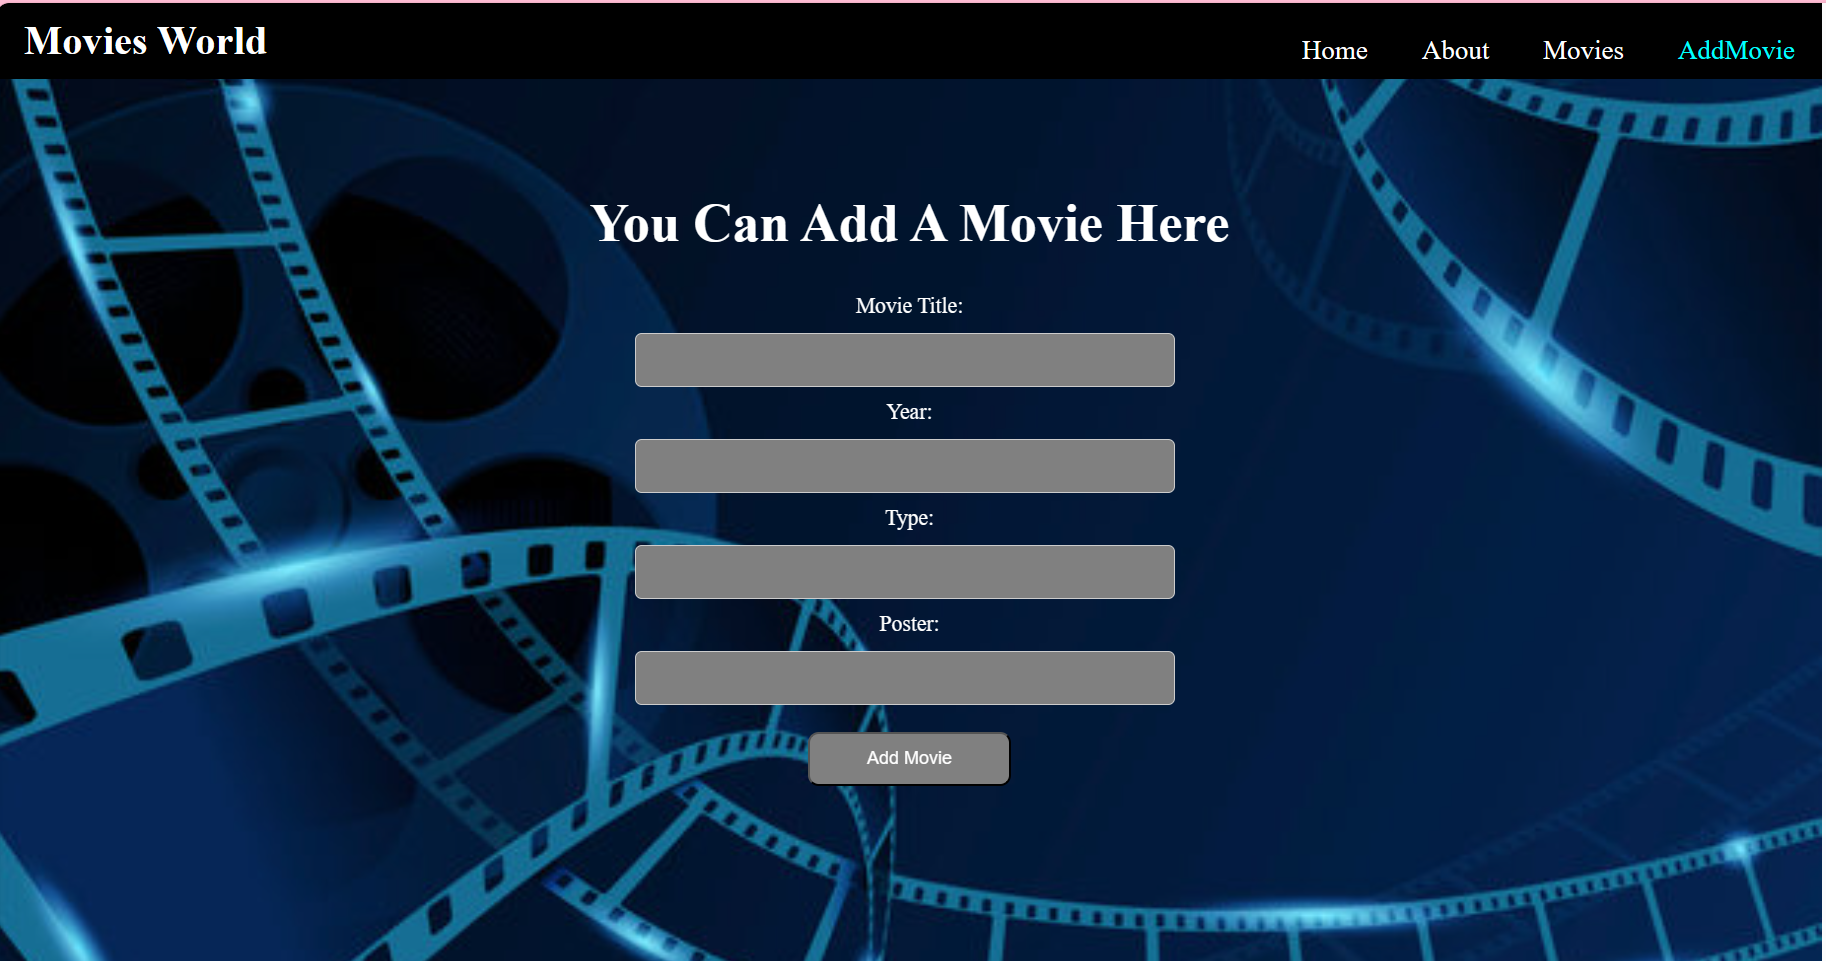 Movies World
Home About Movies AddMovie
You Can Add A Movie Here
Movie Title:
Year:
Type:
Poster:
Add Movie